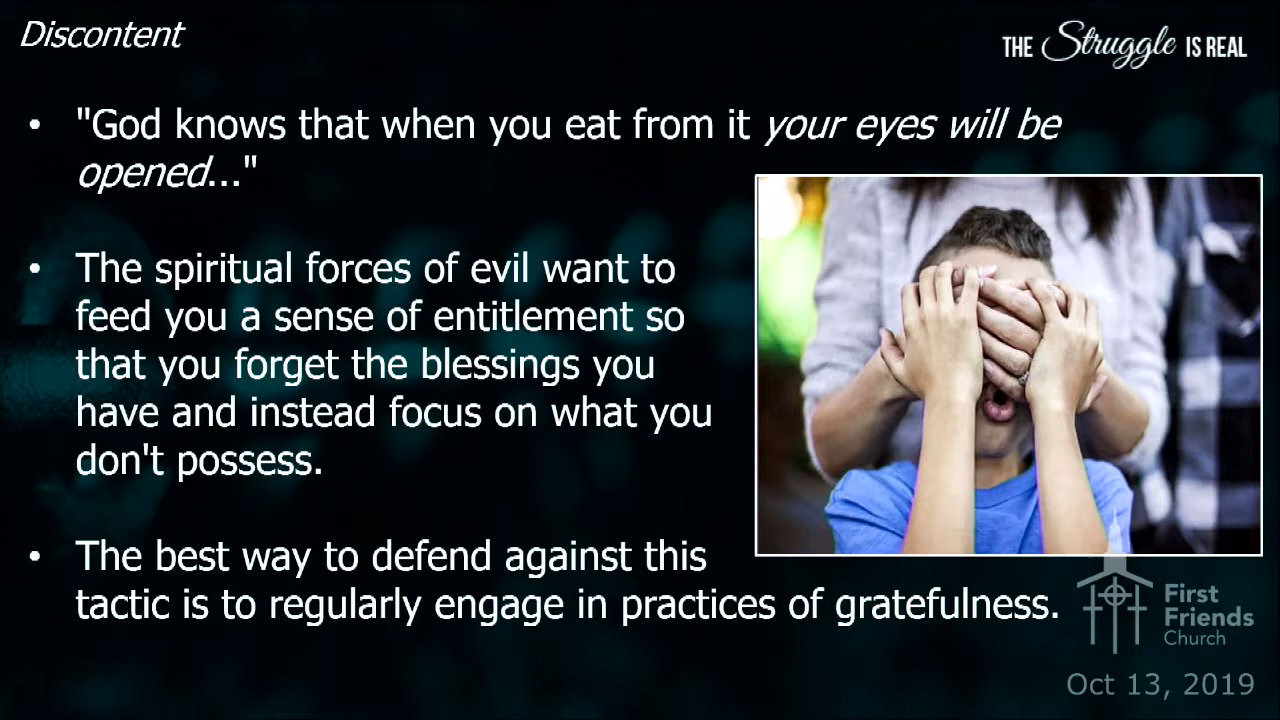 Discontent
THE Struggle IS REAL
• "God knows that when you eat from it your eyes will be
opened..."
• The spiritual forces of evil want to
feed you a sense of entitlement so
that you forget the blessings you
have and instead focus on what you
don't possess.
• The best way to defend against this
tactic is to regularly engage in practices of gratefulness.
First
Friends
Church
Oct 13, 2019